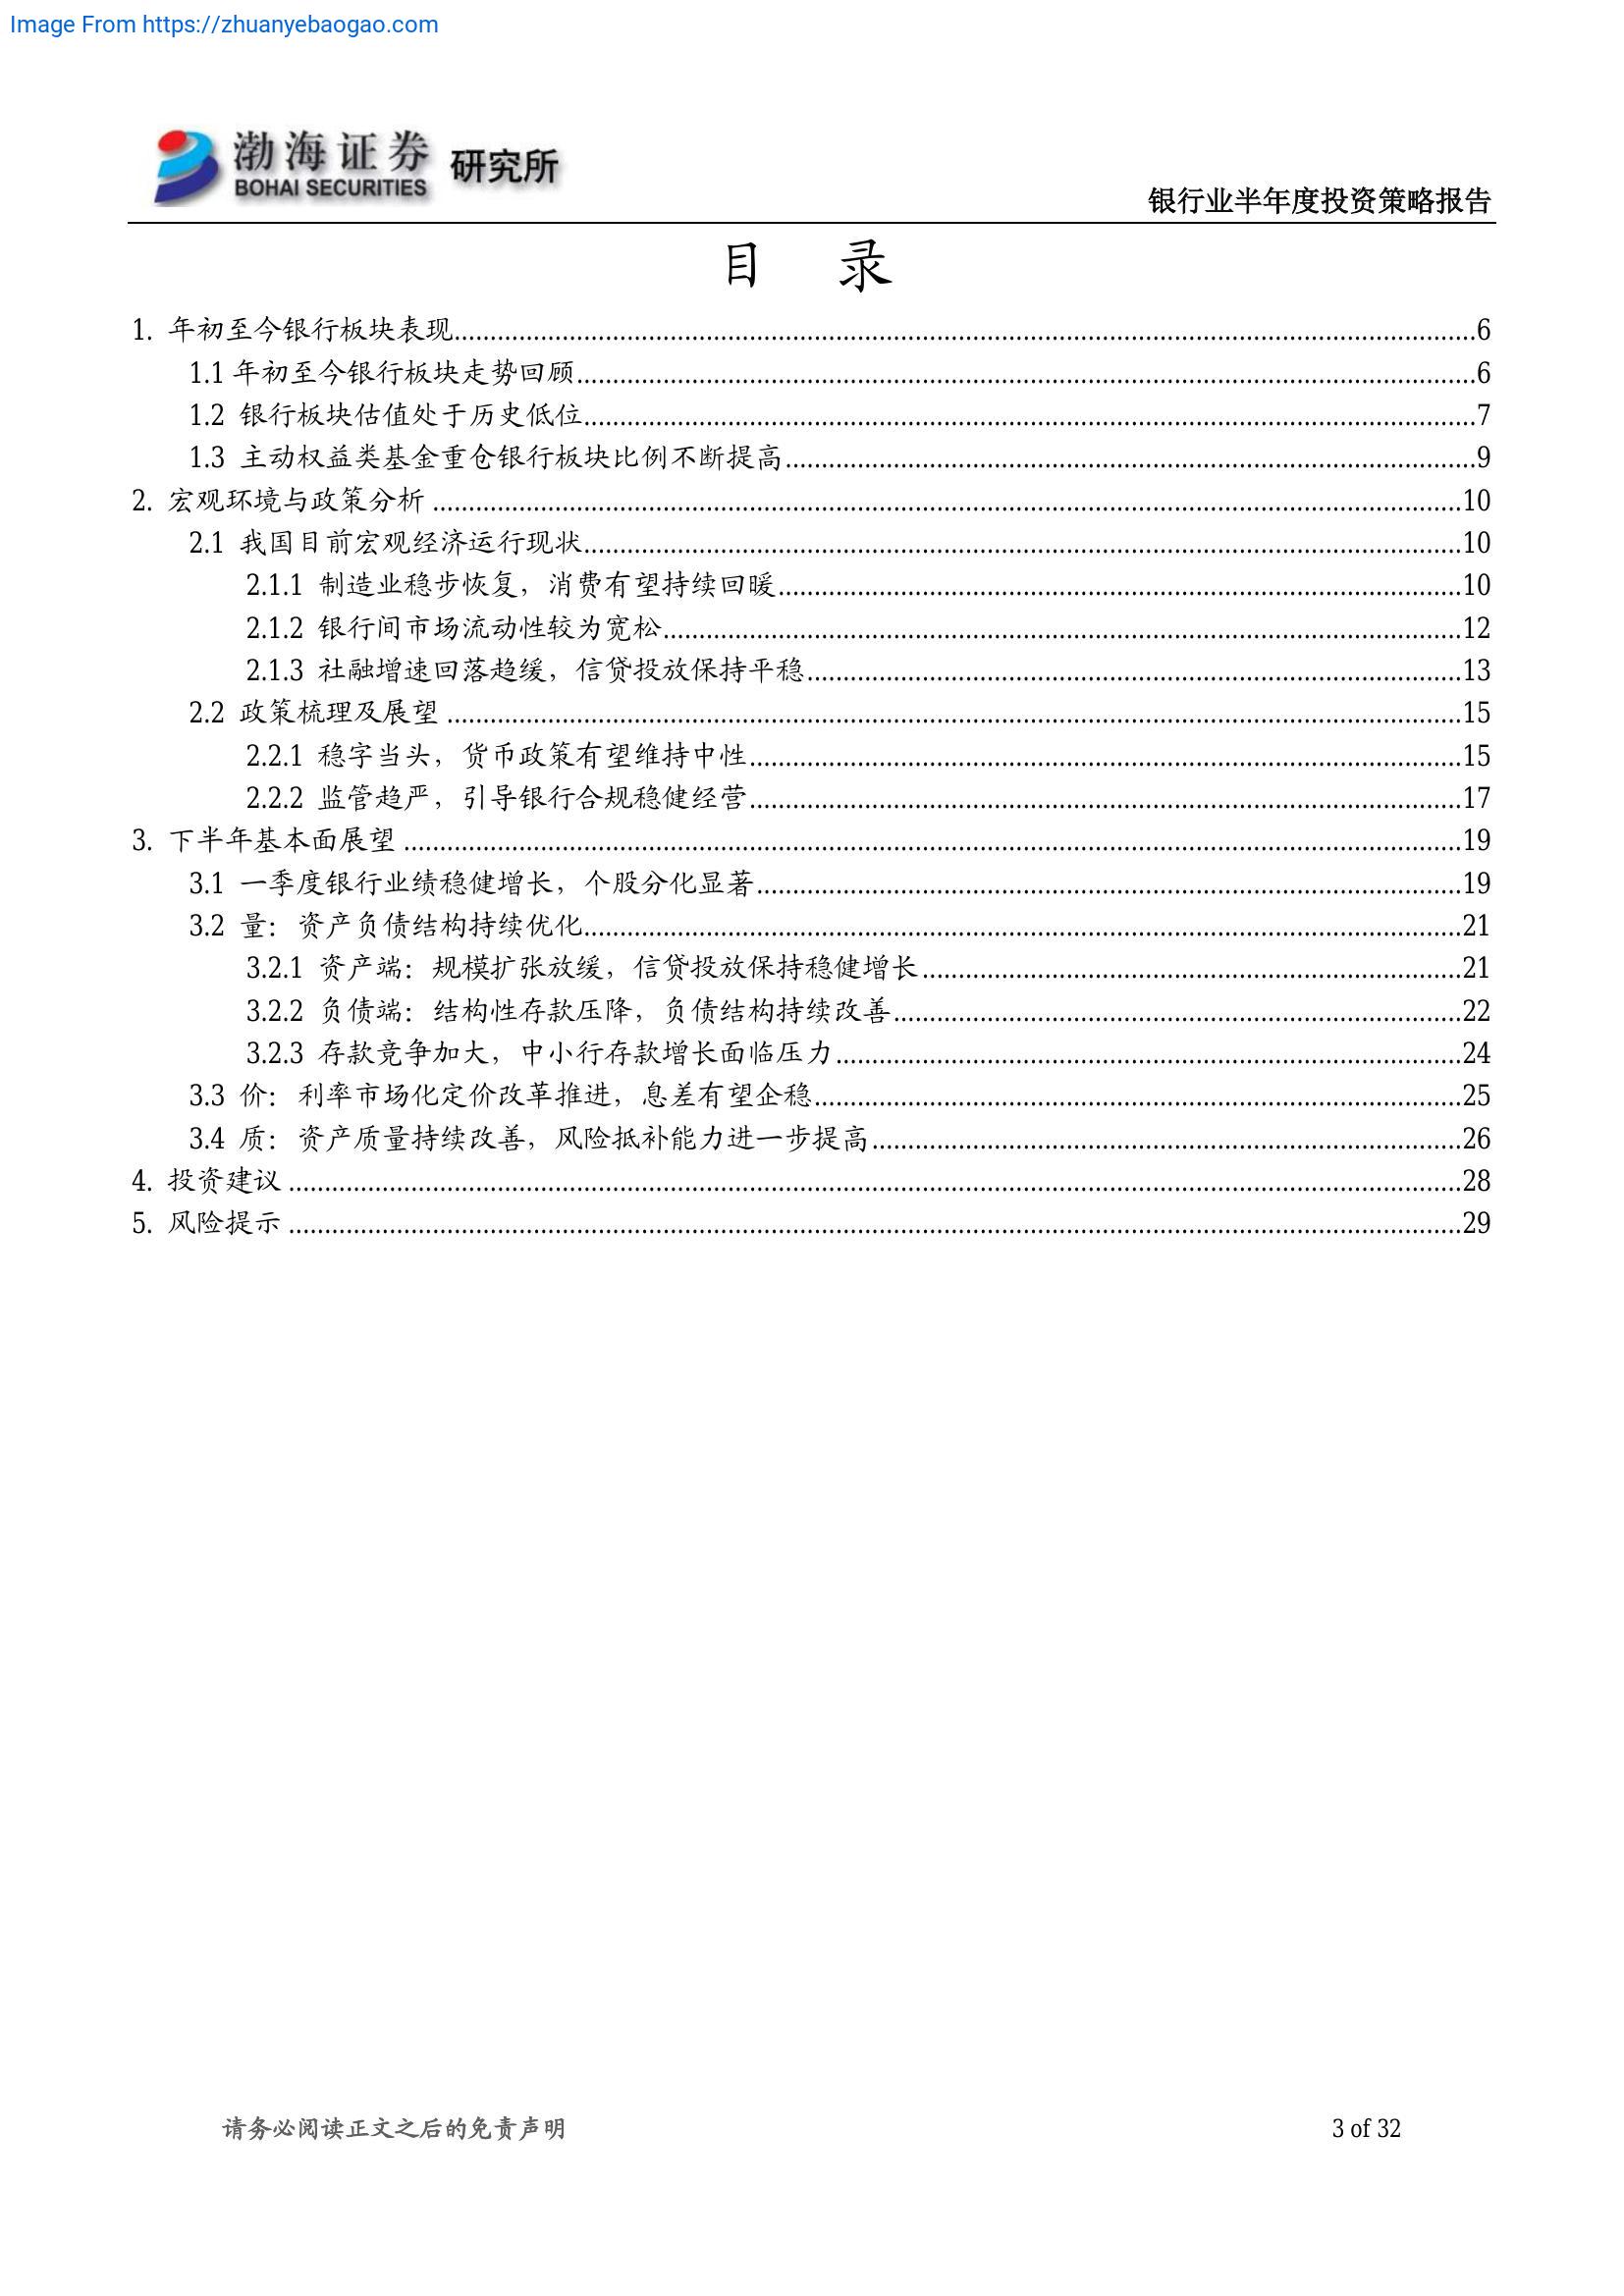 Image From https://zhuanyebaogao.com
渤海证券 研究所
BOHAI SECURITIES
银行业半年度投资策略报告
目 录
1. 年初至今银行板块表现........................6
1.1 年初至今银行板块走势回顾........................6
1.2 银行板块估值处于历史低位........................7
1.3 主动权益类基金重仓银行板块比例不断提高........................9
2. 宏观环境与政策分析 ........................10
2.1 我国目前宏观经济运行现状........................10
2.1.1 制造业稳步恢复，消费有望持续回暖........................10
2.1.2 银行间市场流动性较为宽松........................12
2.1.3 社融增速回落趋缓，信贷投放保持平稳........................13
2.2 政策梳理及展望 ........................15
2.2.1 稳字当头，货币政策有望维持中性........................15
2.2.2 监管趋严，引导银行合规稳健经营........................17
3. 下半年基本面展望 ........................19
3.1 一季度银行业绩稳健增长，个股分化显著........................19
3.2 量：资产负债结构持续优化........................21
3.2.1 资产端：规模扩张放缓，信贷投放保持稳健增长........................21
3.2.2 负债端：结构性存款压降，负债结构持续改善........................22
3.2.3 存款竞争加大，中小行存款增长面临压力........................24
3.3 价：利率市场化定价改革推进，息差有望企稳........................25
3.4 质：资产质量持续改善，风险抵补能力进一步提高........................26
4. 投资建议 ........................28
5. 风险提示 ........................29
请务必阅读正文之后的免责声明
3 of 32